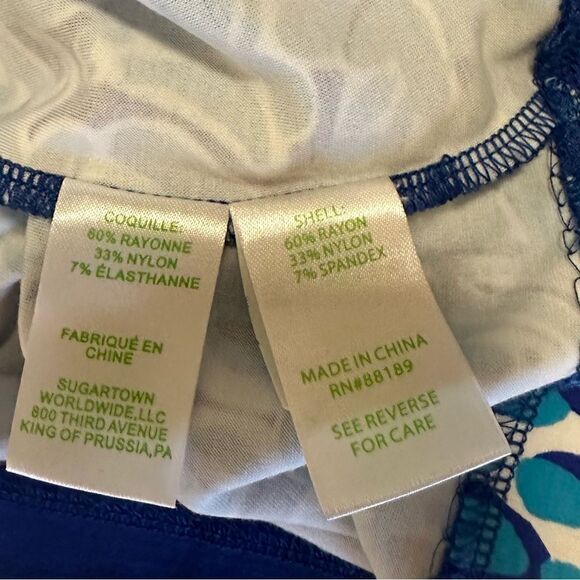 COQUILLE:
60% RAYONNE
33% NYLON
7% ÉLASTHANNE
FABRIQUÉ EN
CHINE
SUGARTOWN
WORLDWIDE,LLC
800 THIRD AVENUE
KING OF PRUSSIA,PA
SHELL:
60% RAYON
33% NYLON
7% SPANDEX
MADE IN CHINA
RN#88189
SEE REVERSE
FOR CARE